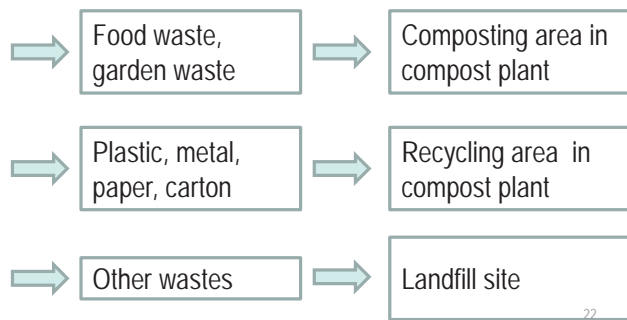 Food waste,
garden waste
Composting area in
compost plant
Plastic, metal,
paper, carton
Recycling area in
compost plant
Other wastes
Landfill site
22